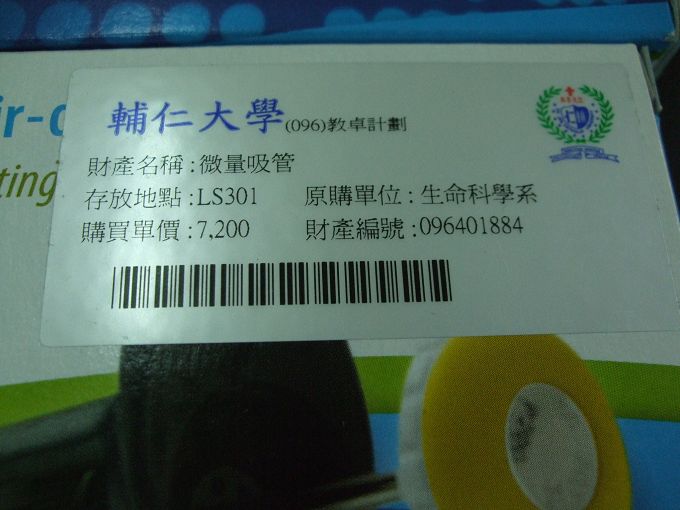 ir-d
輔仁大學(096)教卓計劃
ting
財產名稱:微量吸管
存放地點:LS301 原購單位:生命科學系
購買單價:7,200 財產編號:096401884